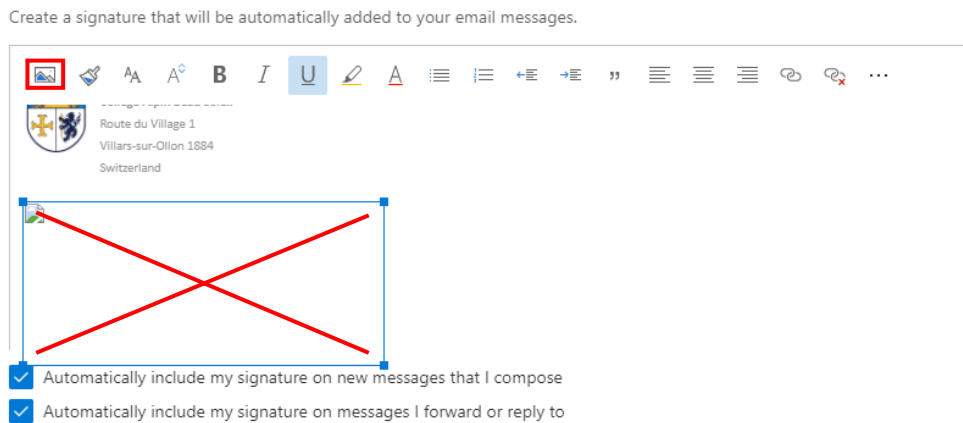 Create a signature that will be automatically added to your email messages.
Route du Village 1
Villars-sur-Ollon 1884
Switzerland
Automatically include my signature on new messages that I compose
Automatically include my signature on messages I forward or reply to